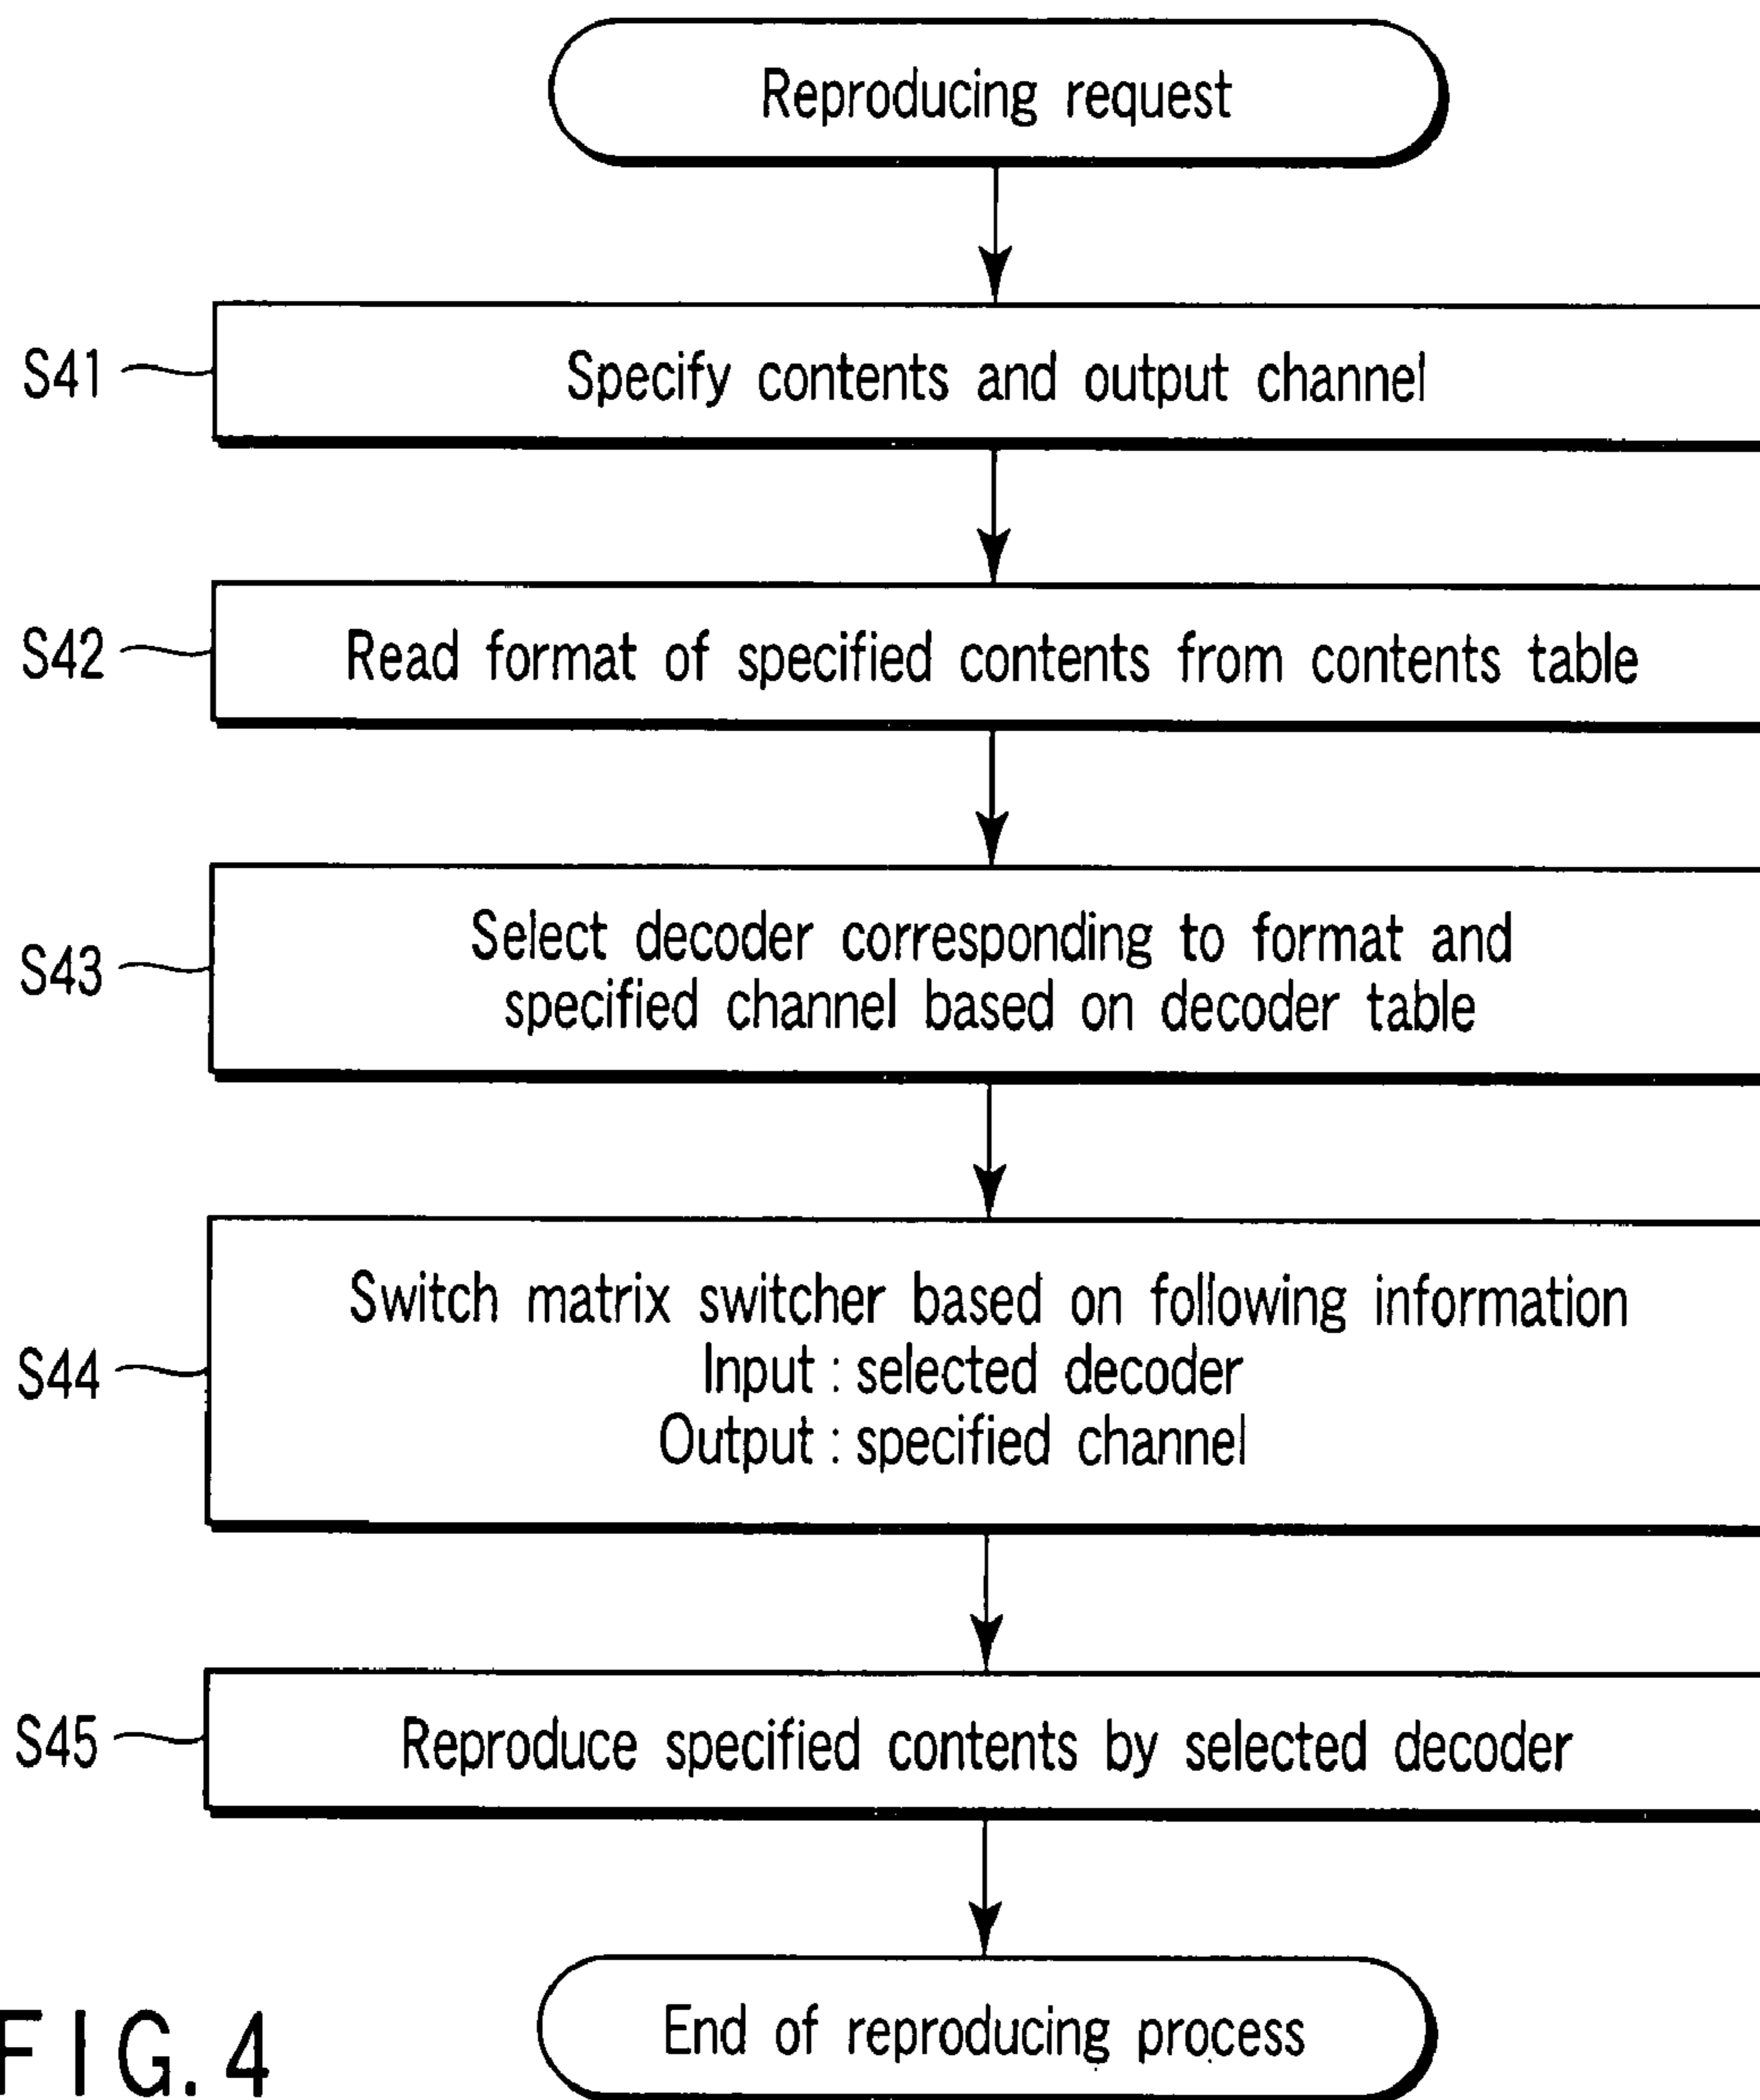 Reproducing request
S41
Specify contents and output channel
S42
Read format of specified contents from contents table
S43
Select decoder corresponding to format and
specified channel based on decoder table
S44
Switch matrix switcher based on following information
Input : selected decoder
Output : specified channel
S45
Reproduce specified contents by selected decoder
End of reproducing process
FIG. 4